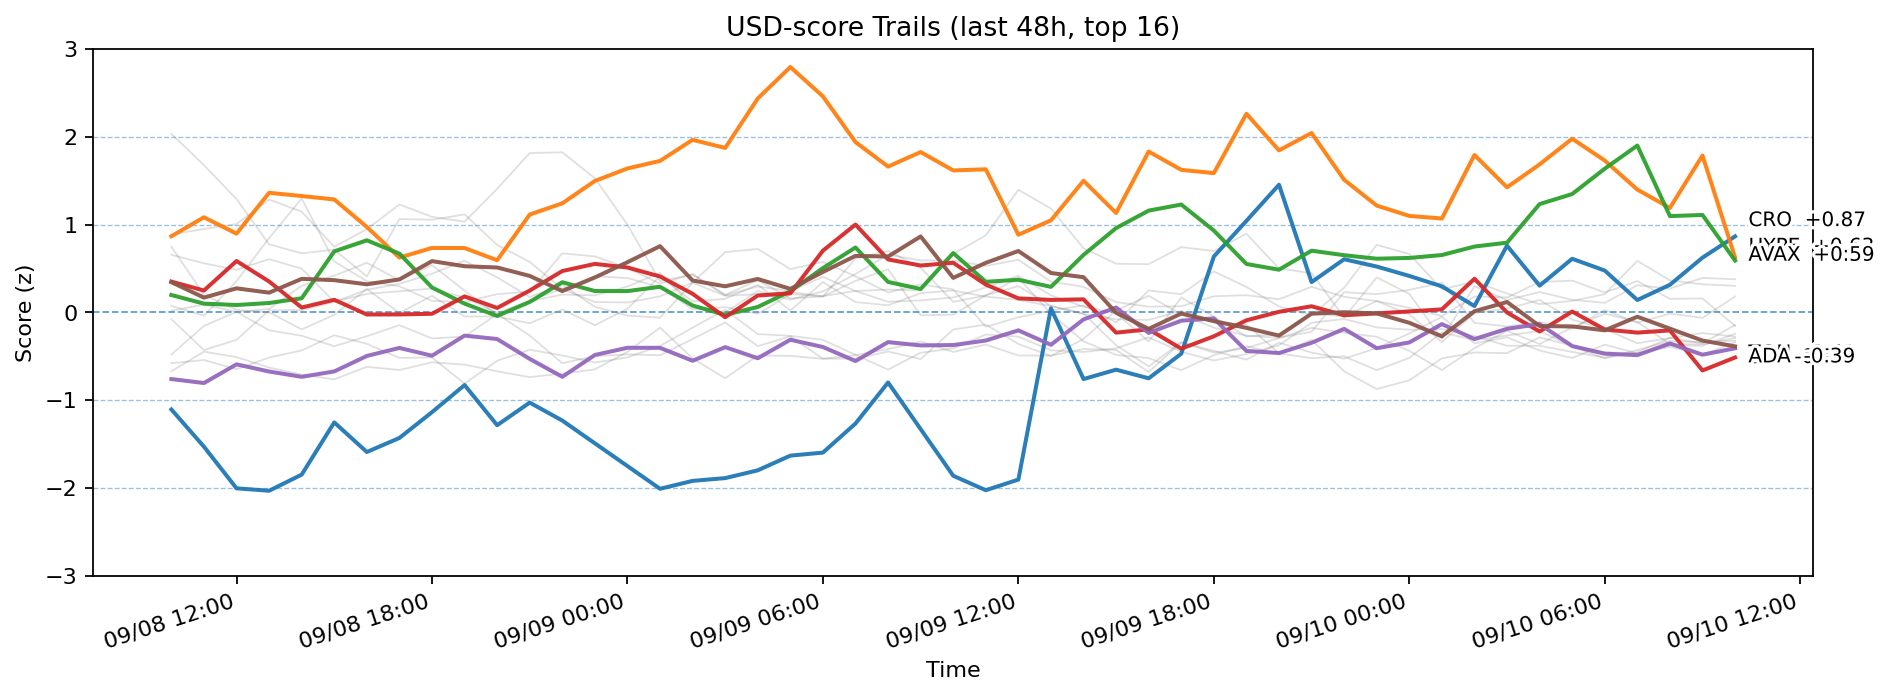 USD-score Trails (last 48h, top 16)
Score (z)
3
2
1
0
−1
−2
−3
CRO +0.87
AVAX +0.59
ADA -0.39
09/08 12:00
09/08 18:00
09/09 00:00
09/09 06:00
09/09 12:00
09/09 18:00
09/10 00:00
09/10 06:00
09/10 12:00
Time